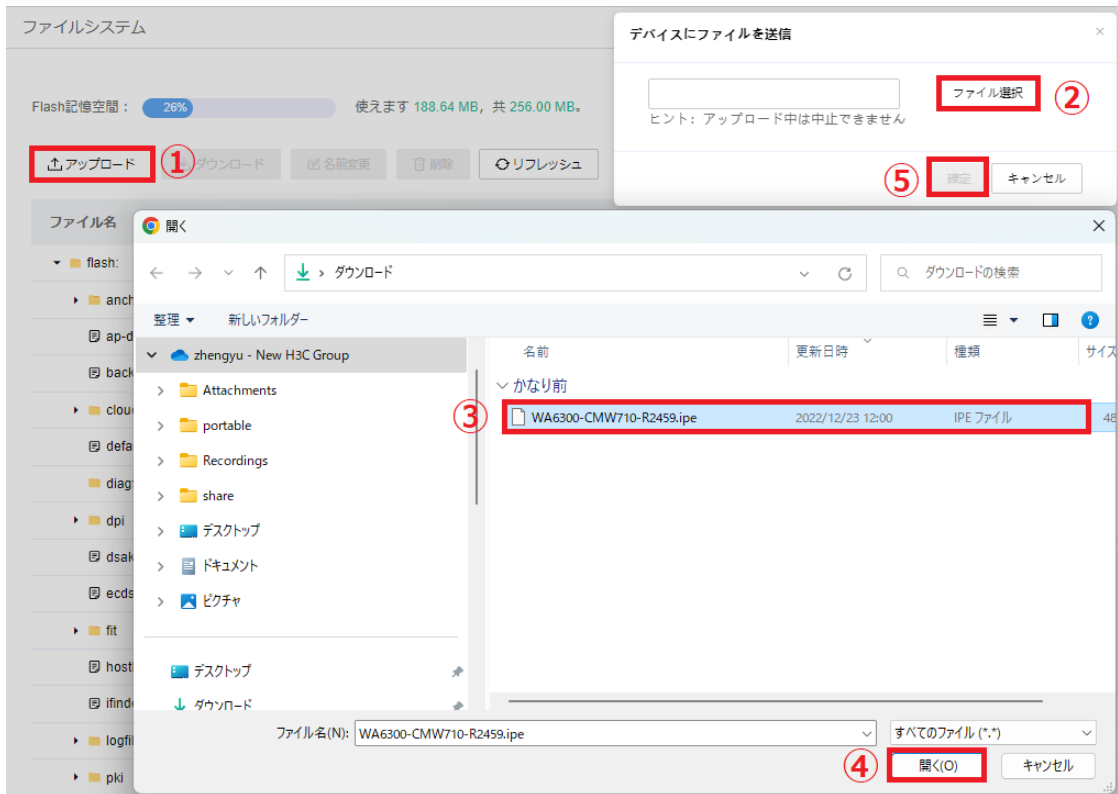 ファイルシステム
Flash記憶空間： 26% 使えます 188.64 MB，共 256.00 MB。
アップロード ① ダウンロード 名前変更 削除 リフレッシュ
デバイスにファイルを送信 ×
ファイル選択 ②
ヒント：アップロード中は中止できません
⑤ 確定 キャンセル
ファイル名
flash:
anch
ap-d
back
clou
defa
diag
dpi
dsak
ecds
fit
host
ifind
logfil
pki
開く
ダウンロード ダウンロードの検索
整理 新しいフォルダー
zhengyu - New H3C Group
Attachments
portable
Recordings
share
デスクトップ
ドキュメント
ピクチャ
デスクトップ
ダウンロード
名前 更新日時 種類 サイズ
かなり前
③ WA6300-CMW710-R2459.ipe 2022/12/23 12:00 IPE ファイル 48
ファイル名(N): WA6300-CMW710-R2459.ipe すべてのファイル (*.*)
④ 開く(O) キャンセル